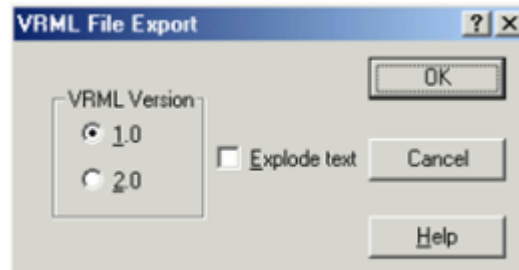 VRML File Export
VRML Version
1.0
2.0
Explode text
OK
Cancel
Help